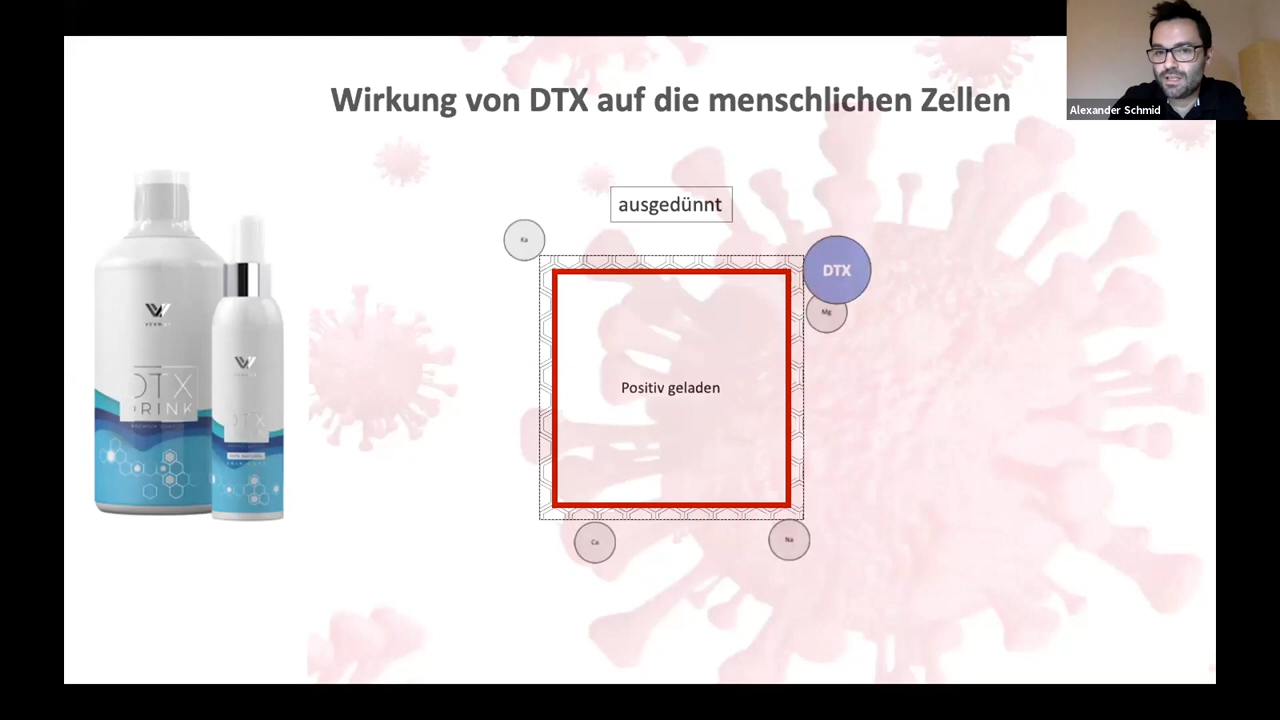 Wirkung von DTX auf die menschlichen Zellen
Alexander Schmid
ausgedünnt
Ka
DTX
Mg
Positiv geladen
Ca
Na
DTX
DRINK
DTX